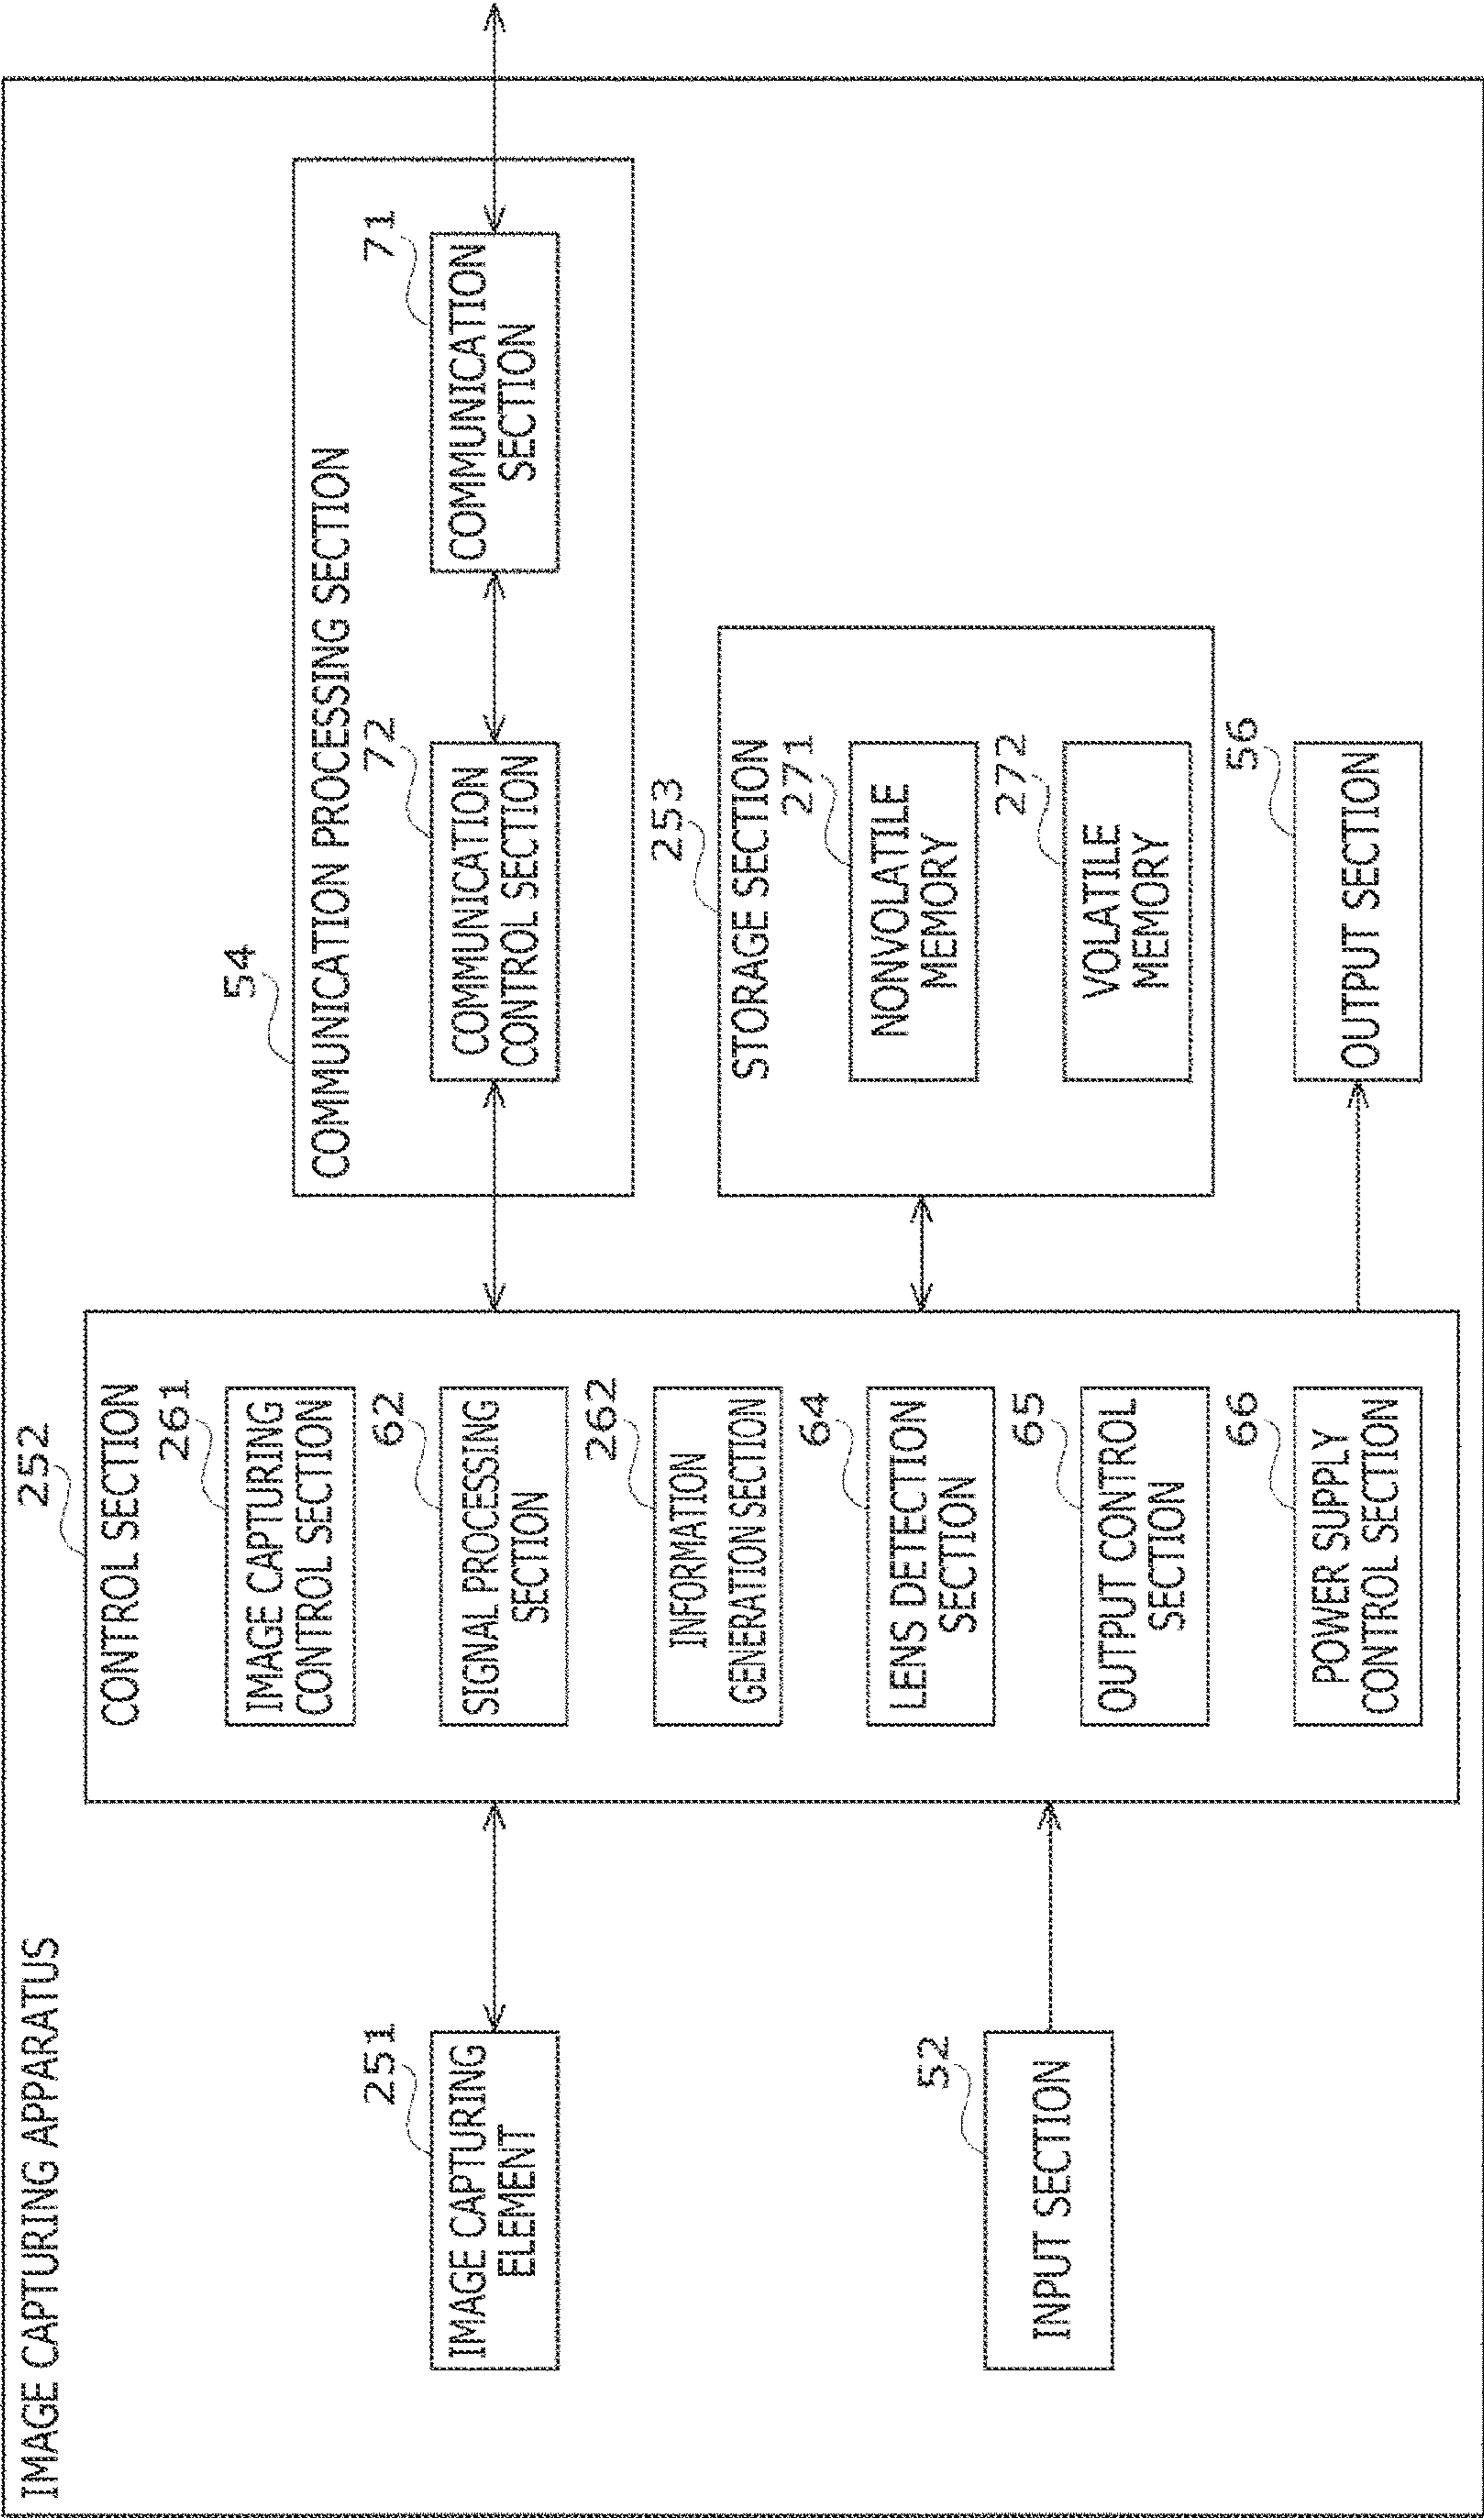 IMAGE CAPTURING APPARATUS
251
IMAGE CAPTURING
ELEMENT
52
INPUT SECTION
252
CONTROL SECTION
261
IMAGE CAPTURING
CONTROL SECTION
62
SIGNAL PROCESSING
SECTION
262
INFORMATION
GENERATION SECTION
64
LENS DETECTION
SECTION
65
OUTPUT CONTROL
SECTION
66
POWER SUPPLY
CONTROL SECTION
54
COMMUNICATION PROCESSING SECTION
72
COMMUNICATION
CONTROL SECTION
71
COMMUNICATION
SECTION
253
STORAGE SECTION
271
NONVOLATILE
MEMORY
272
VOLATILE
MEMORY
56
OUTPUT SECTION